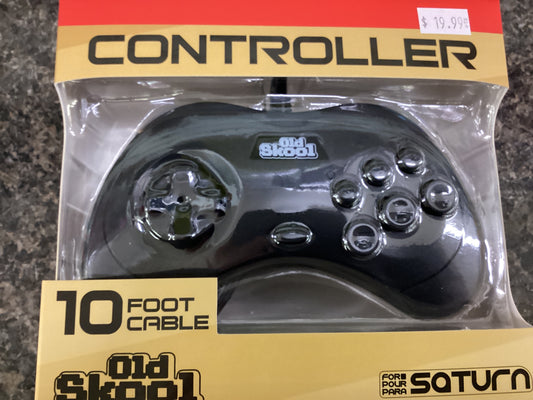 $ 19.99
CONTROLLER
Old
Skool
10 FOOT
CABLE
Old
Skool
FOR
POUR
PARA
SATURN